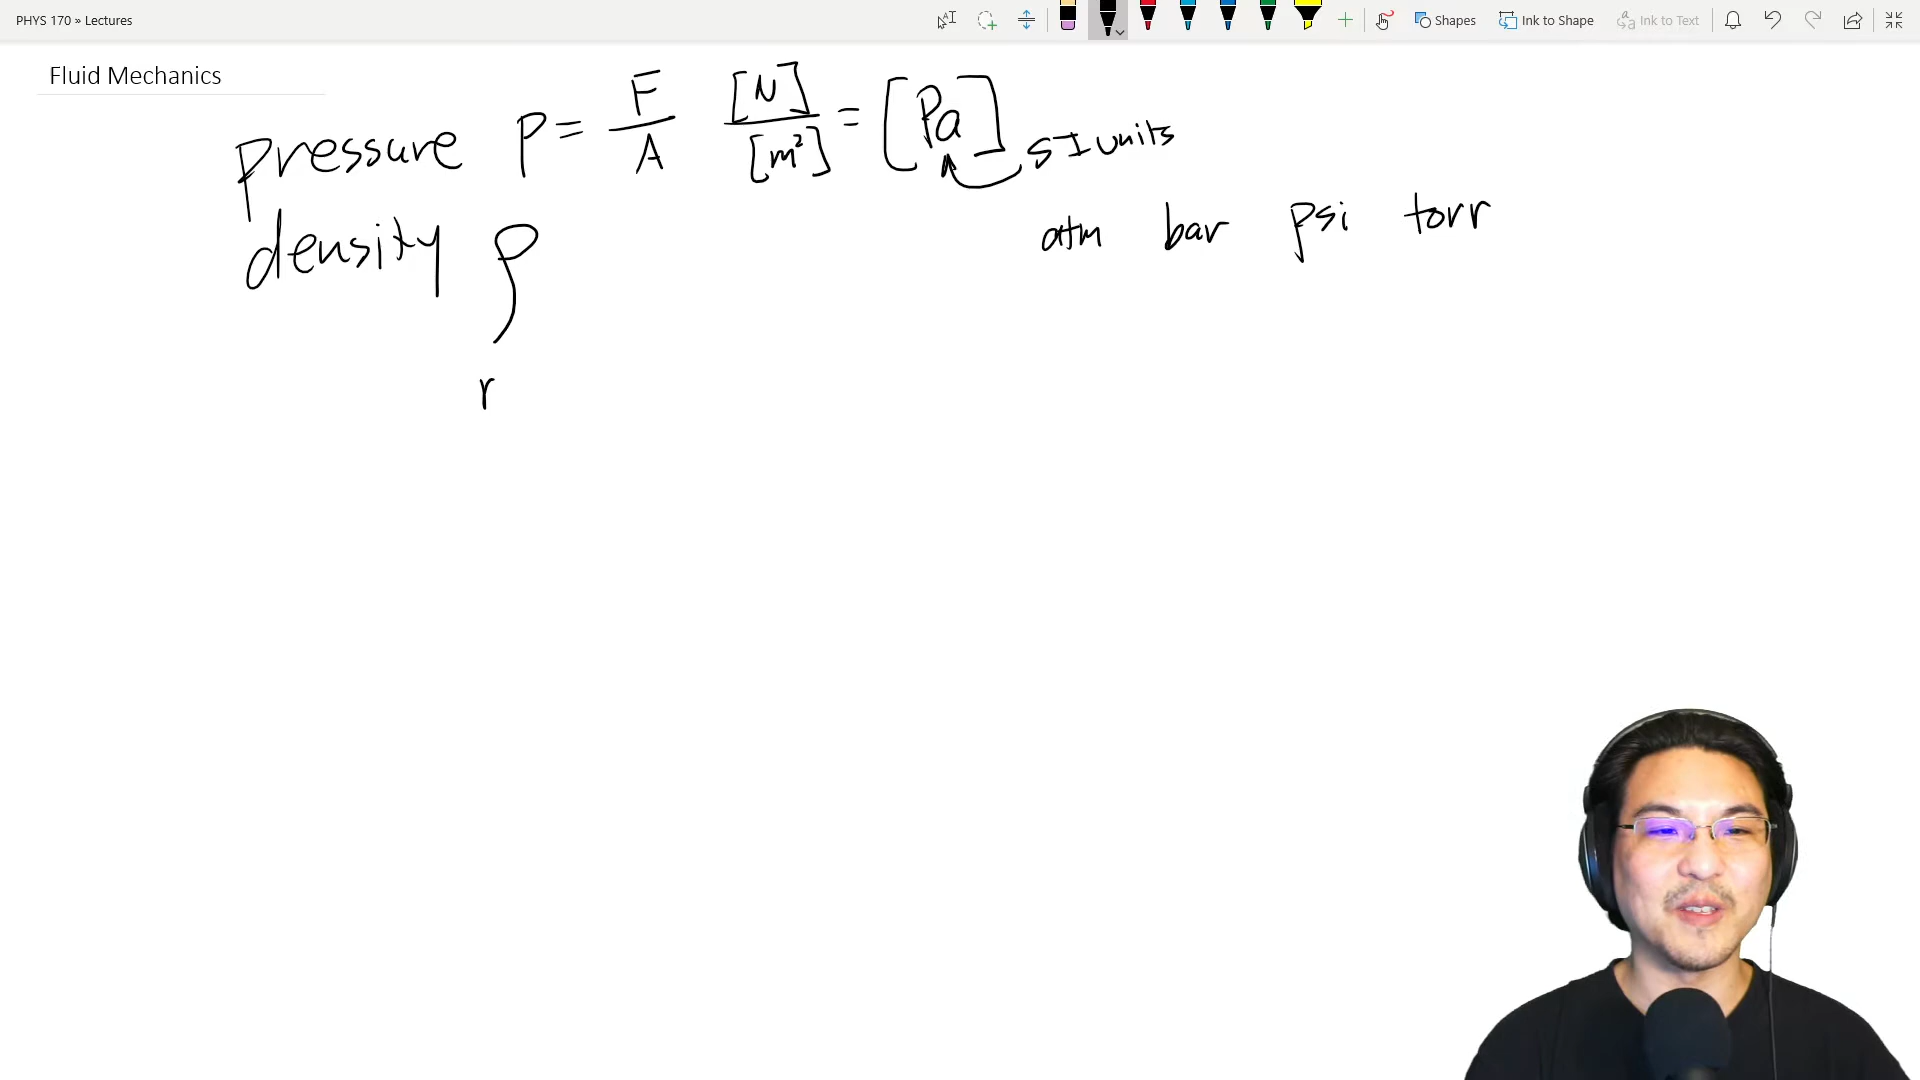 PHYS 170 » Lectures
Shapes Ink to Shape Ink to Text
Fluid Mechanics
pressure P = F/A [N]/[m²] = [Pa] SI units
atm bar psi torr
density ρ
r